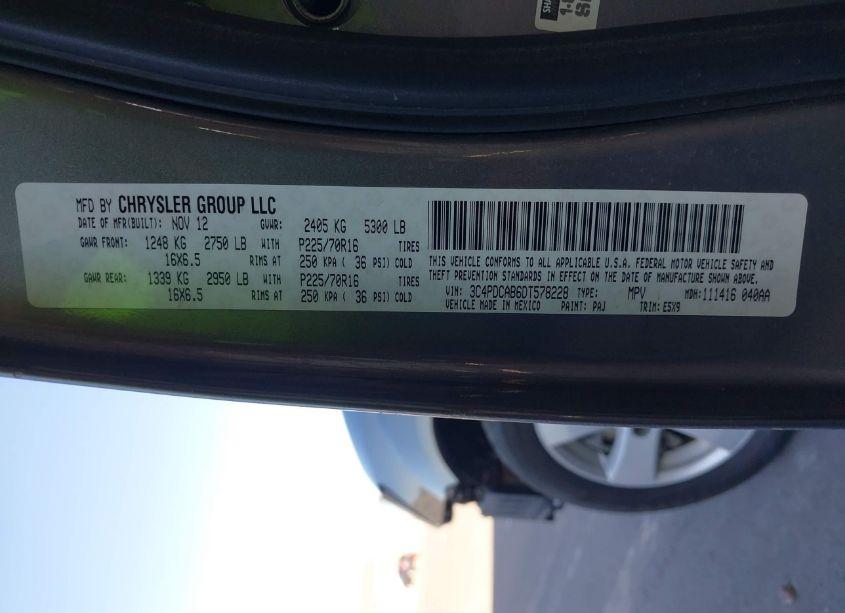 MFD BY CHRYSLER GROUP LLC
DATE OF MFR(BUILT): NOV 12 GVWR: 2405 KG 5300 LB
GAWR FRONT: 1248 KG 2750 LB WITH P225/70R16 TIRES
16X6.5 RIMS AT 250 KPA ( 36 PSI) COLD
GAWR REAR: 1339 KG 2950 LB WITH P225/70R16 TIRES
16X6.5 RIMS AT 250 KPA ( 36 PSI) COLD
THIS VEHICLE CONFORMS TO ALL APPLICABLE U.S.A. FEDERAL MOTOR VEHICLE SAFETY AND
THEFT PREVENTION STANDARDS IN EFFECT ON THE DATE OF MANUFACTURE SHOWN ABOVE.
VIN: 3C4PDCAB6DT578228 TYPE: MPV MDH: 111416 040AA
VEHICLE MADE IN MEXICO PAINT: PAJ TRIM: E5X9